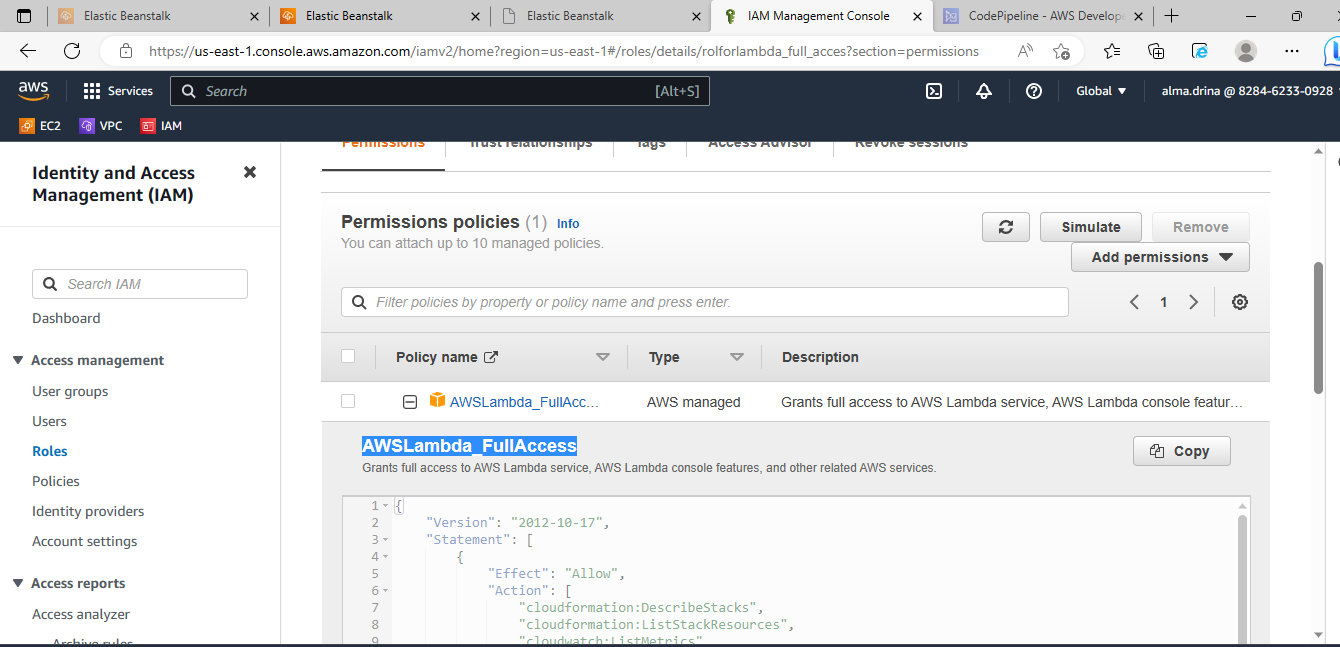 Elastic Beanstalk
Elastic Beanstalk
Elastic Beanstalk
IAM Management Console
CodePipeline - AWS Develop
https://us-east-1.console.aws.amazon.com/iamv2/home?region=us-east-1#/roles/details/rolforlambda_full_acces?section=permissions
aws
Services
Search
[Alt+S]
Global
alma.drina @ 8284-6233-0928
EC2
VPC
IAM
Identity and Access
Management (IAM)
Search IAM
Dashboard
Access management
User groups
Users
Roles
Policies
Identity providers
Account settings
Access reports
Access analyzer
Archive rules
Permissions
Trust relationships
Tags
Access Advisor
Revoke sessions
Permissions policies (1) Info
You can attach up to 10 managed policies.
Simulate
Remove
Add permissions
Filter policies by property or policy name and press enter.
1
Policy name
Type
Description
AWSLambda_FullAcc...
AWS managed
Grants full access to AWS Lambda service, AWS Lambda console featur...
AWSLambda_FullAccess
Grants full access to AWS Lambda service, AWS Lambda console features, and other related AWS services.
Copy
1 {
2 "Version": "2012-10-17",
3 "Statement": [
4 {
5 "Effect": "Allow",
6 "Action": [
7 "cloudformation:DescribeStacks",
8 "cloudformation:ListStackResources",
9 "cloudwatch:ListMetrics"